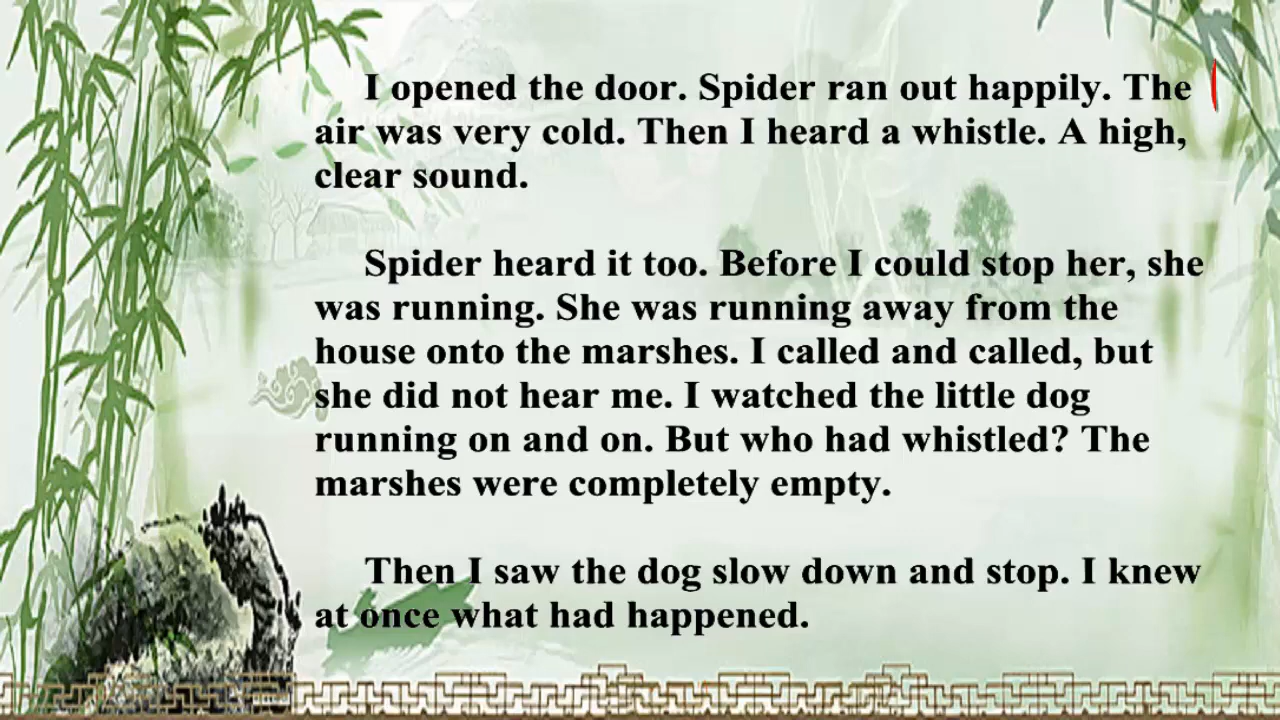 I opened the door. Spider ran out happily. The
air was very cold. Then I heard a whistle. A high,
clear sound.
Spider heard it too. Before I could stop her, she
was running. She was running away from the
house onto the marshes. I called and called, but
she did not hear me. I watched the little dog
running on and on. But who had whistled? The
marshes were completely empty.
Then I saw the dog slow down and stop. I knew
at once what had happened.